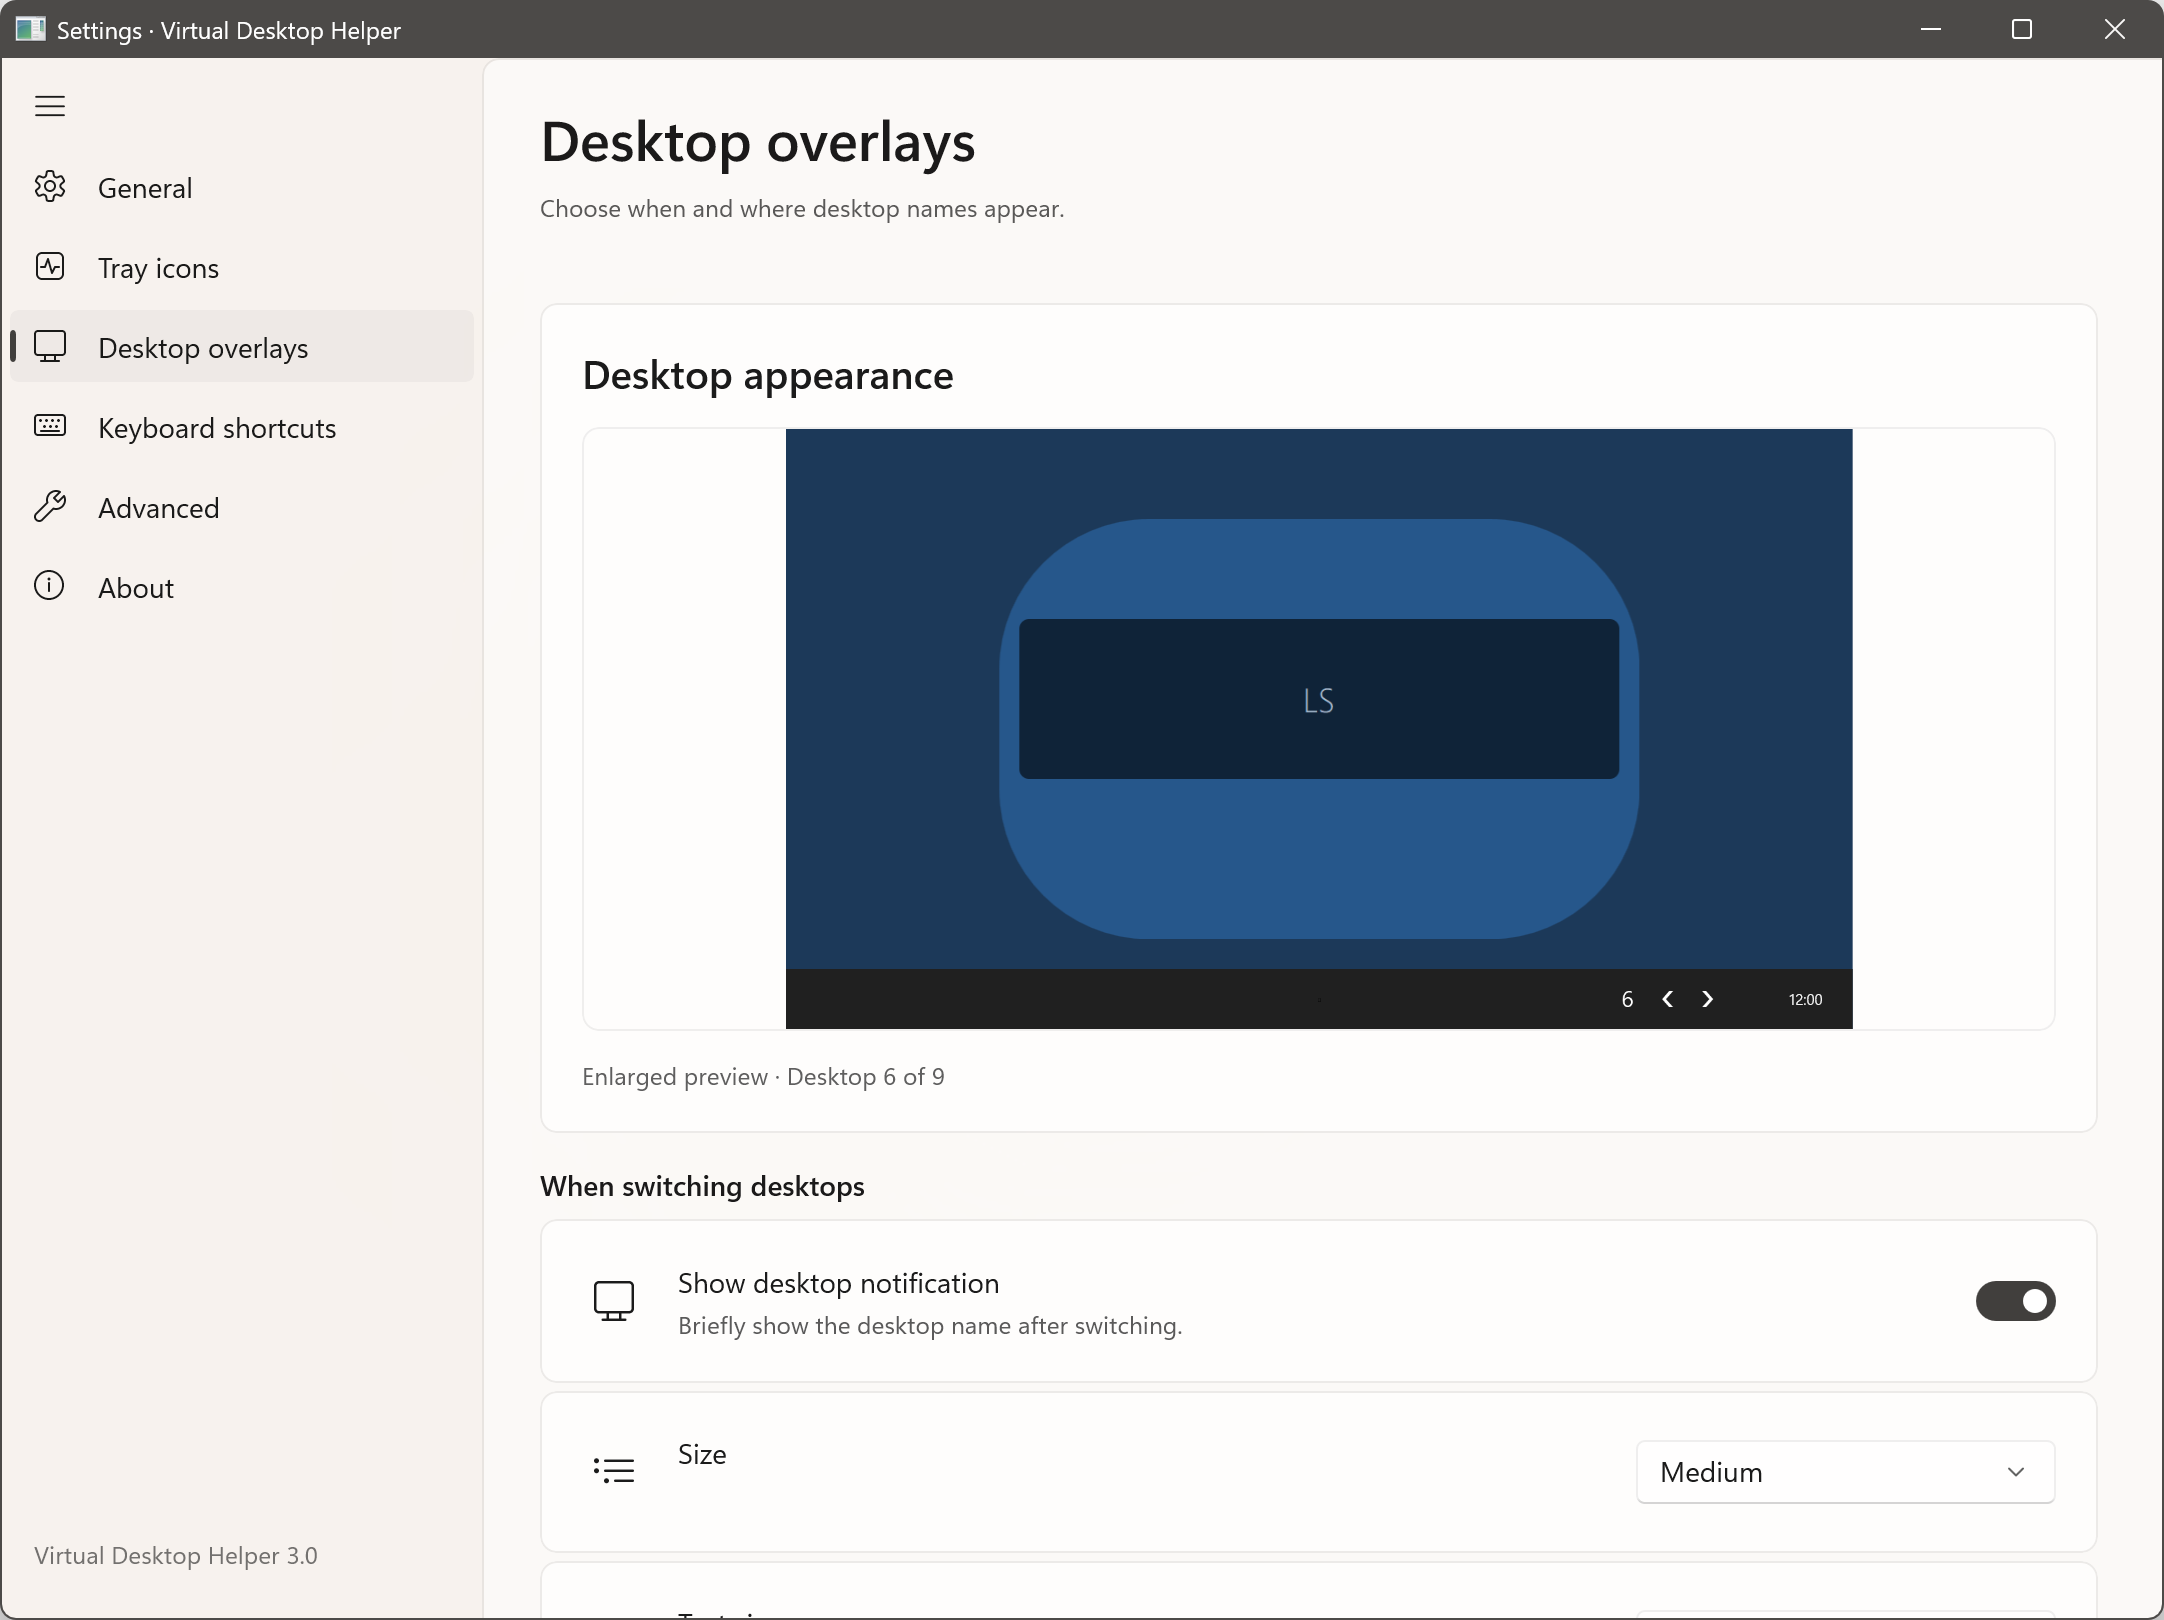 Settings · Virtual Desktop Helper
General
Tray icons
Desktop overlays
Keyboard shortcuts
Advanced
About
Virtual Desktop Helper 3.0
Desktop overlays
Choose when and where desktop names appear.
Desktop appearance
LS
6 12:00
Enlarged preview · Desktop 6 of 9
When switching desktops
Show desktop notification
Briefly show the desktop name after switching.
Size
Medium